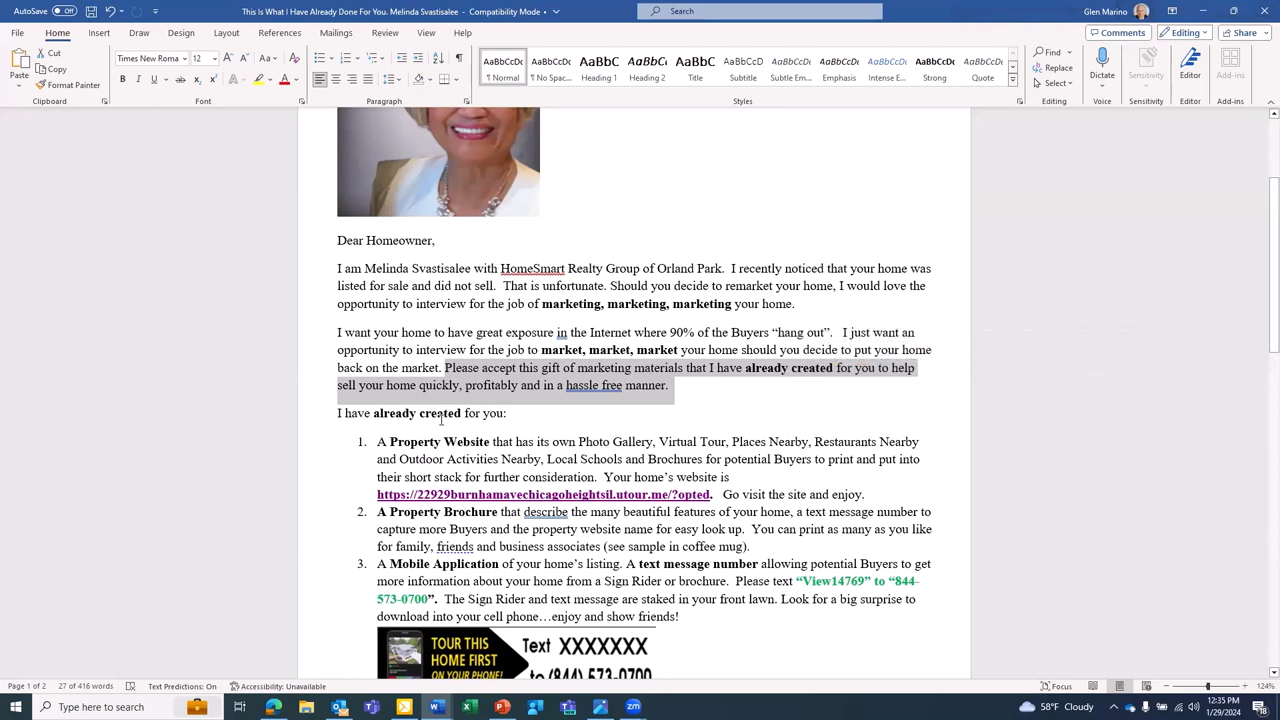 This Is What I Have Already Created.docx - Compatibility Mode
Search
Glen Marino
File Home Insert Draw Design Layout References Mailings Review View Help
Comments Editing Share
Paste
Cut
Copy
Format Painter
Clipboard
Times New Roma 12
Font
Paragraph
AaBbCcDc AaBbCcDc AaBbC AaBbCc AaBbC AaBbCcD AaBbCcDt AaBbCcDt AaBbCcDt AaBbCcDc AaBbCcDt
¶ Normal ¶ No Spac... Heading 1 Heading 2 Title Subtitle Subtle Em... Emphasis Intense E... Strong Quote
Styles
Find
Replace
Select
Editing
Dictate
Voice
Sensitivity
Sensitivity
Editor
Editor
Add-ins
Add-ins
Dear Homeowner,
I am Melinda Svastisalee with HomeSmart Realty Group of Orland Park. I recently noticed that your home was
listed for sale and did not sell. That is unfortunate. Should you decide to remarket your home, I would love the
opportunity to interview for the job of marketing, marketing, marketing your home.
I want your home to have great exposure in the Internet where 90% of the Buyers “hang out”. I just want an
opportunity to interview for the job to market, market, market your home should you decide to put your home
back on the market. Please accept this gift of marketing materials that I have already created for you to help
sell your home quickly, profitably and in a hassle free manner.
I have already created for you:
1. A Property Website that has its own Photo Gallery, Virtual Tour, Places Nearby, Restaurants Nearby
and Outdoor Activities Nearby, Local Schools and Brochures for potential Buyers to print and put into
their short stack for further consideration. Your home’s website is
https://22929burnhamavechicagoheightsil.utour.me/?opted. Go visit the site and enjoy.
2. A Property Brochure that describe the many beautiful features of your home, a text message number to
capture more Buyers and the property website name for easy look up. You can print as many as you like
for family, friends and business associates (see sample in coffee mug).
3. A Mobile Application of your home’s listing. A text message number allowing potential Buyers to get
more information about your home from a Sign Rider or brochure. Please text “View14769” to “844-
573-0700”. The Sign Rider and text message are staked in your front lawn. Look for a big surprise to
download into your cell phone…enjoy and show friends!
TOUR THIS
HOME FIRST
ON YOUR PHONE!
Text XXXXXXX
to (844) 573-0700
Page 1 of 2 27 of 416 words Text Predictions: On Accessibility: Unavailable Focus 124%
Type here to search
58°F Cloudy
12:35 PM
1/29/2024